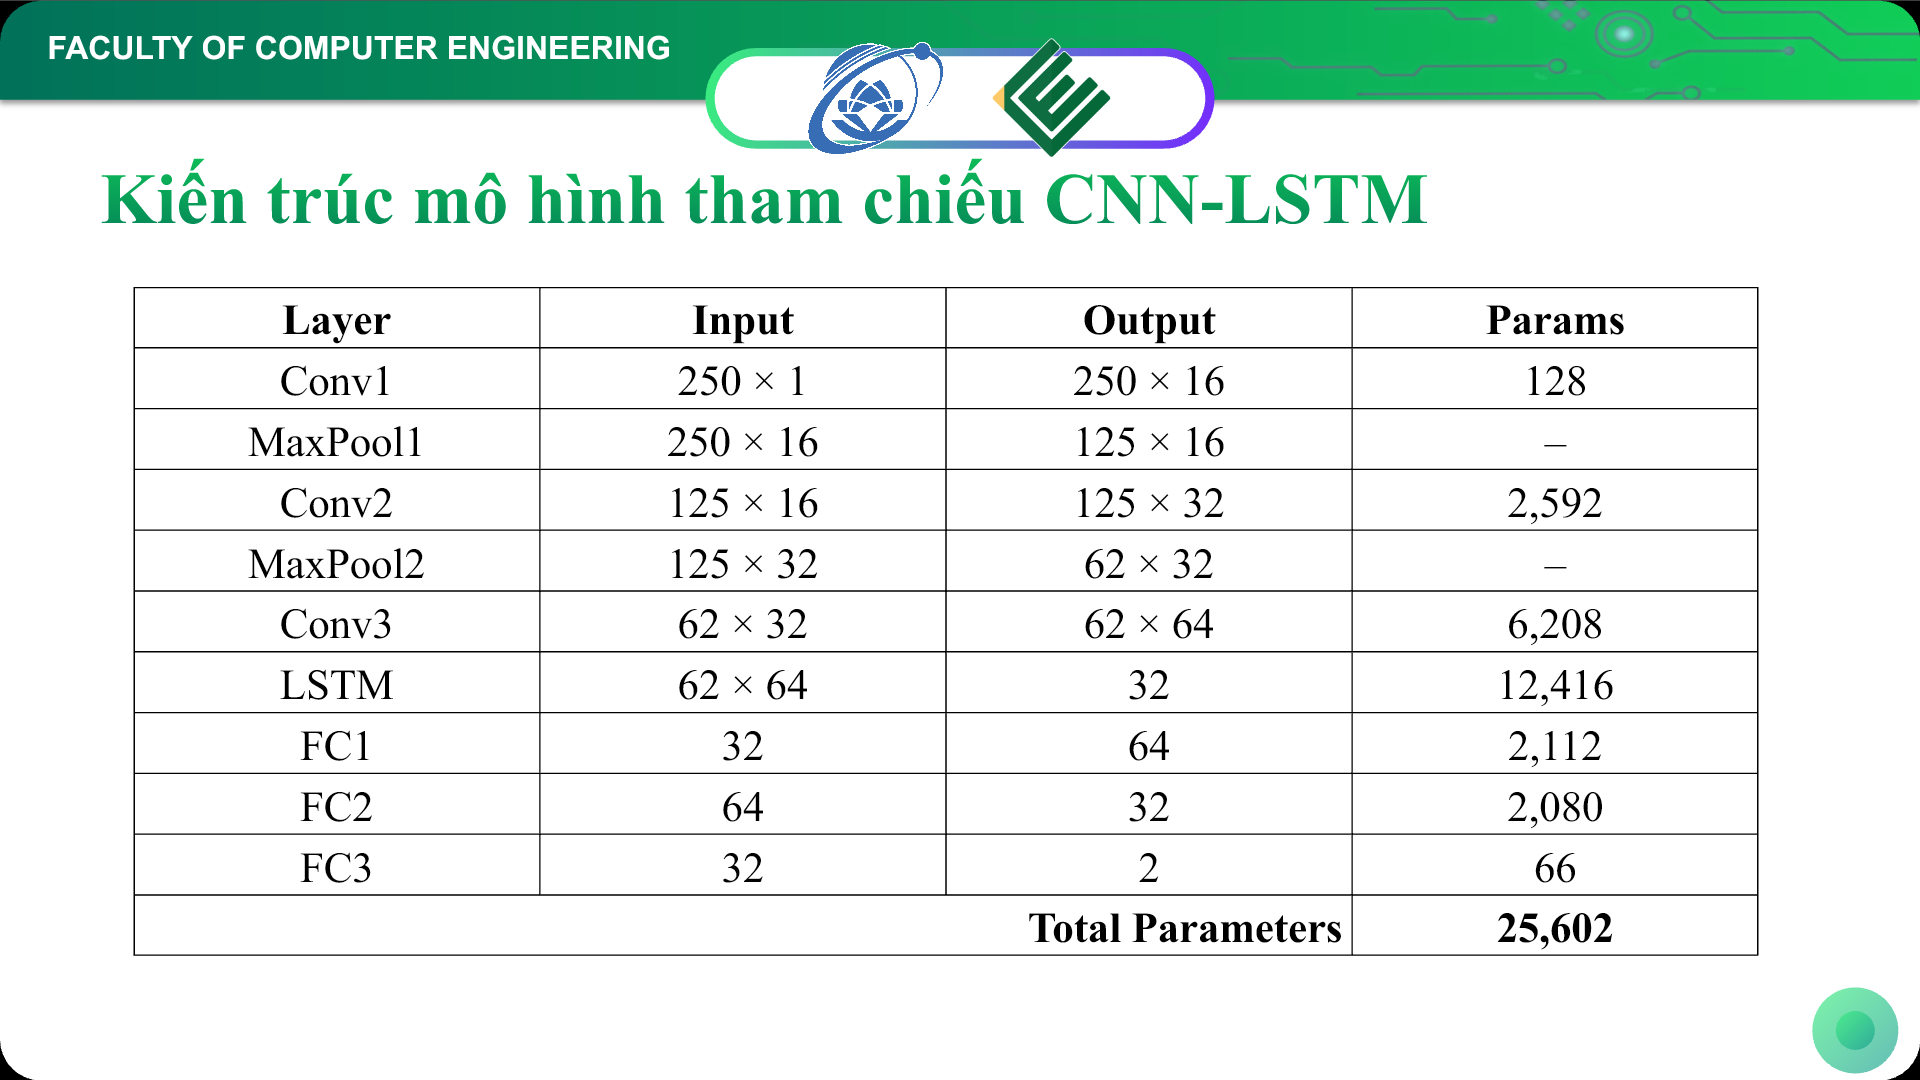 FACULTY OF COMPUTER ENGINEERING
Kiến trúc mô hình tham chiếu CNN-LSTM
Layer Input Output Params
Conv1 250 × 1 250 × 16 128
MaxPool1 250 × 16 125 × 16 –
Conv2 125 × 16 125 × 32 2,592
MaxPool2 125 × 32 62 × 32 –
Conv3 62 × 32 62 × 64 6,208
LSTM 62 × 64 32 12,416
FC1 32 64 2,112
FC2 64 32 2,080
FC3 32 2 66
Total Parameters 25,602